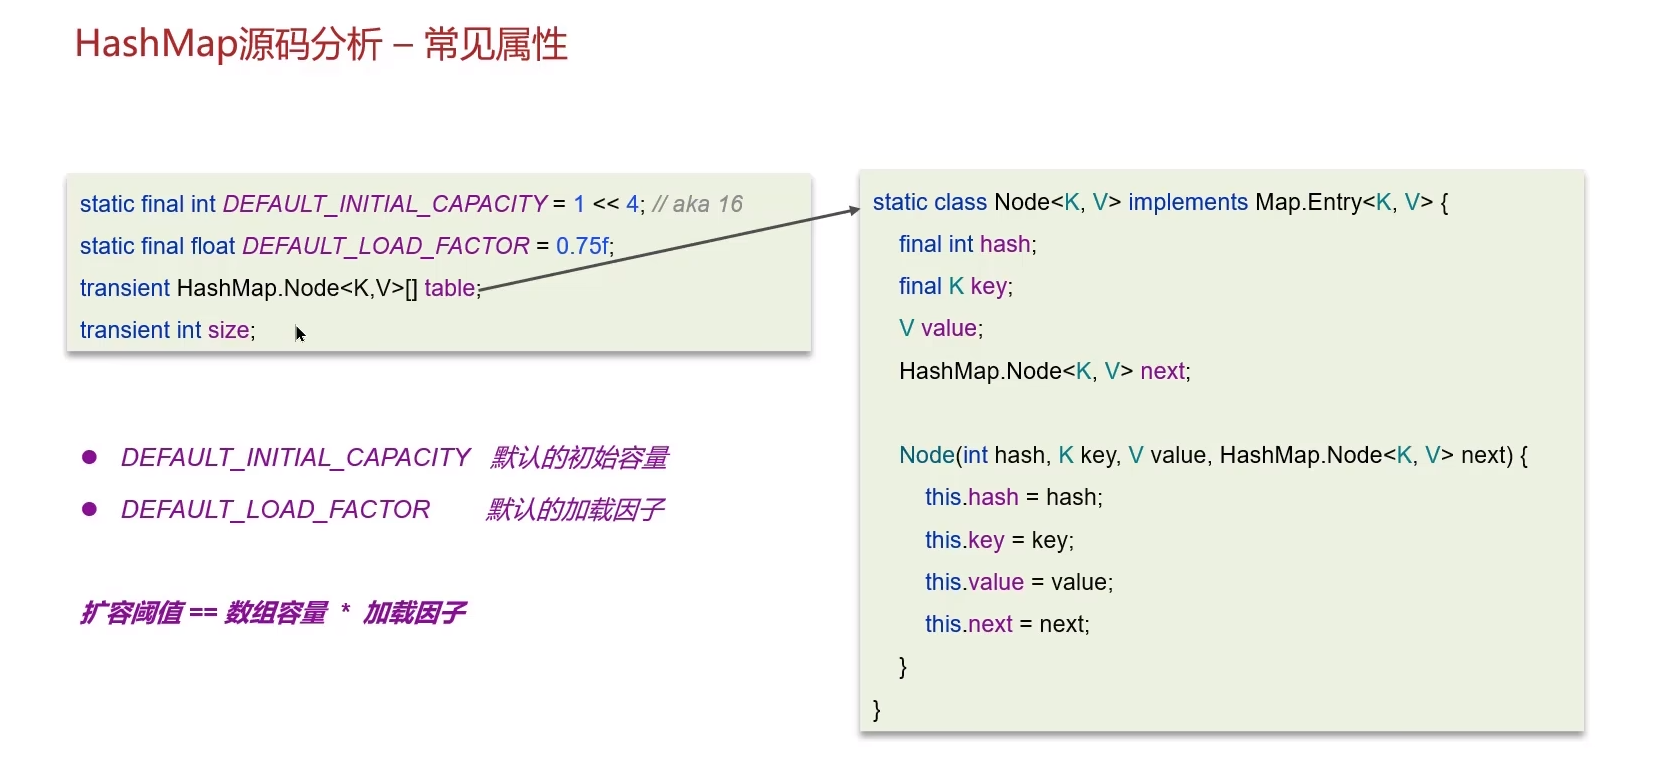 HashMap源码分析 – 常见属性
static final int DEFAULT_INITIAL_CAPACITY = 1 << 4; // aka 16
static final float DEFAULT_LOAD_FACTOR = 0.75f;
transient HashMap.Node<K,V>[] table;
transient int size;
● DEFAULT_INITIAL_CAPACITY 默认的初始容量
● DEFAULT_LOAD_FACTOR 默认的加载因子
扩容阈值 == 数组容量 * 加载因子
static class Node<K, V> implements Map.Entry<K, V> {
final int hash;
final K key;
V value;
HashMap.Node<K, V> next;
Node(int hash, K key, V value, HashMap.Node<K, V> next) {
this.hash = hash;
this.key = key;
this.value = value;
this.next = next;
}
}